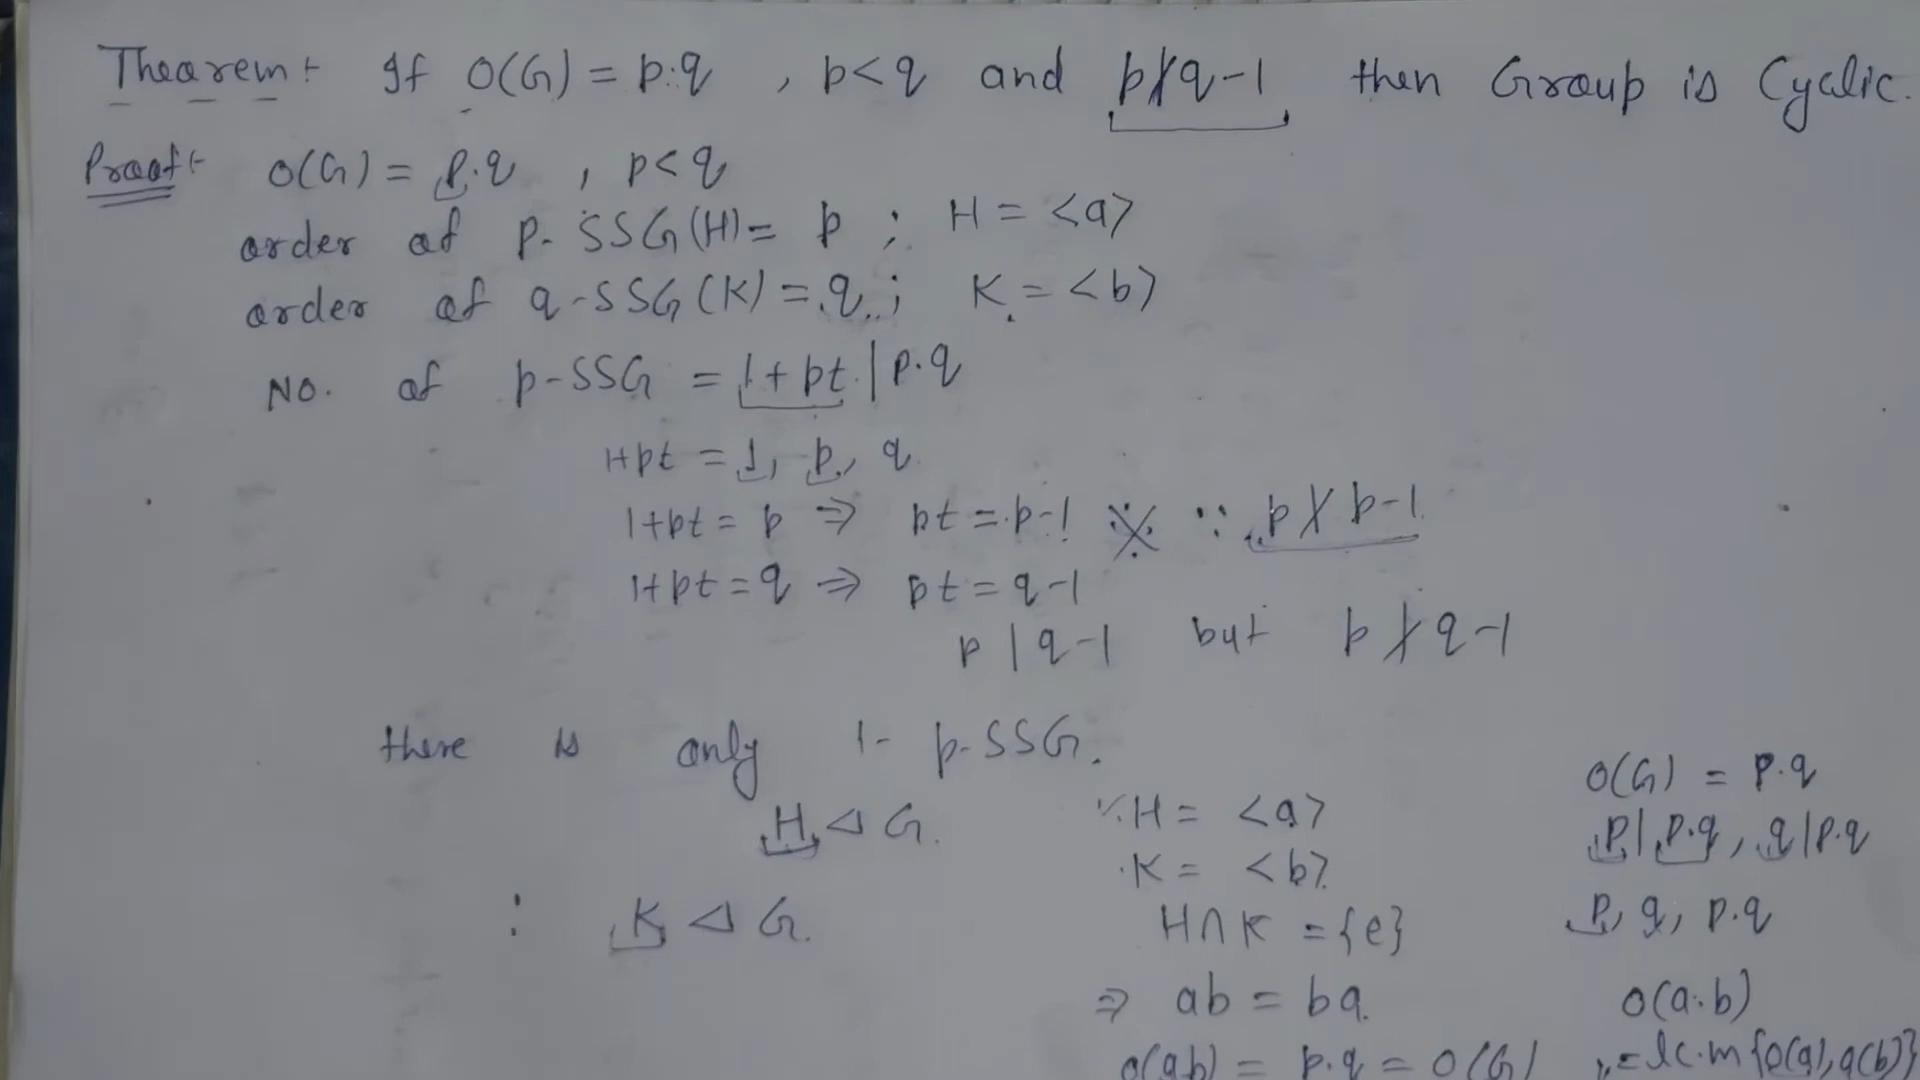 Thearem:- If O(G) = p.q , p<q and p∤q-1 then Group is Cyclic.
Proof:- O(G) = p.q , p<q
order of p-SSG(H) = p ; H = <a>
order of q-SSG(K) = q ; K = <b>
No. of p-SSG = 1+pt | p.q
1+pt = 1, p, q
1+pt = p ⇒ pt = p-1 ※ ∵ p∤p-1
1+pt = q ⇒ pt = q-1
p | q-1 but p∤q-1
there is only 1- p-SSG.
H ⊲ G.
: K ⊲ G.
∵ H = <a>
K = <b>
H∩K = {e}
⇒ ab = ba
o(ab) = p.q = O(G)
O(G) = p.q
p|p.q, q|p.q
p, q, p.q
o(a.b)
= l.c.m {o(a), o(b)}